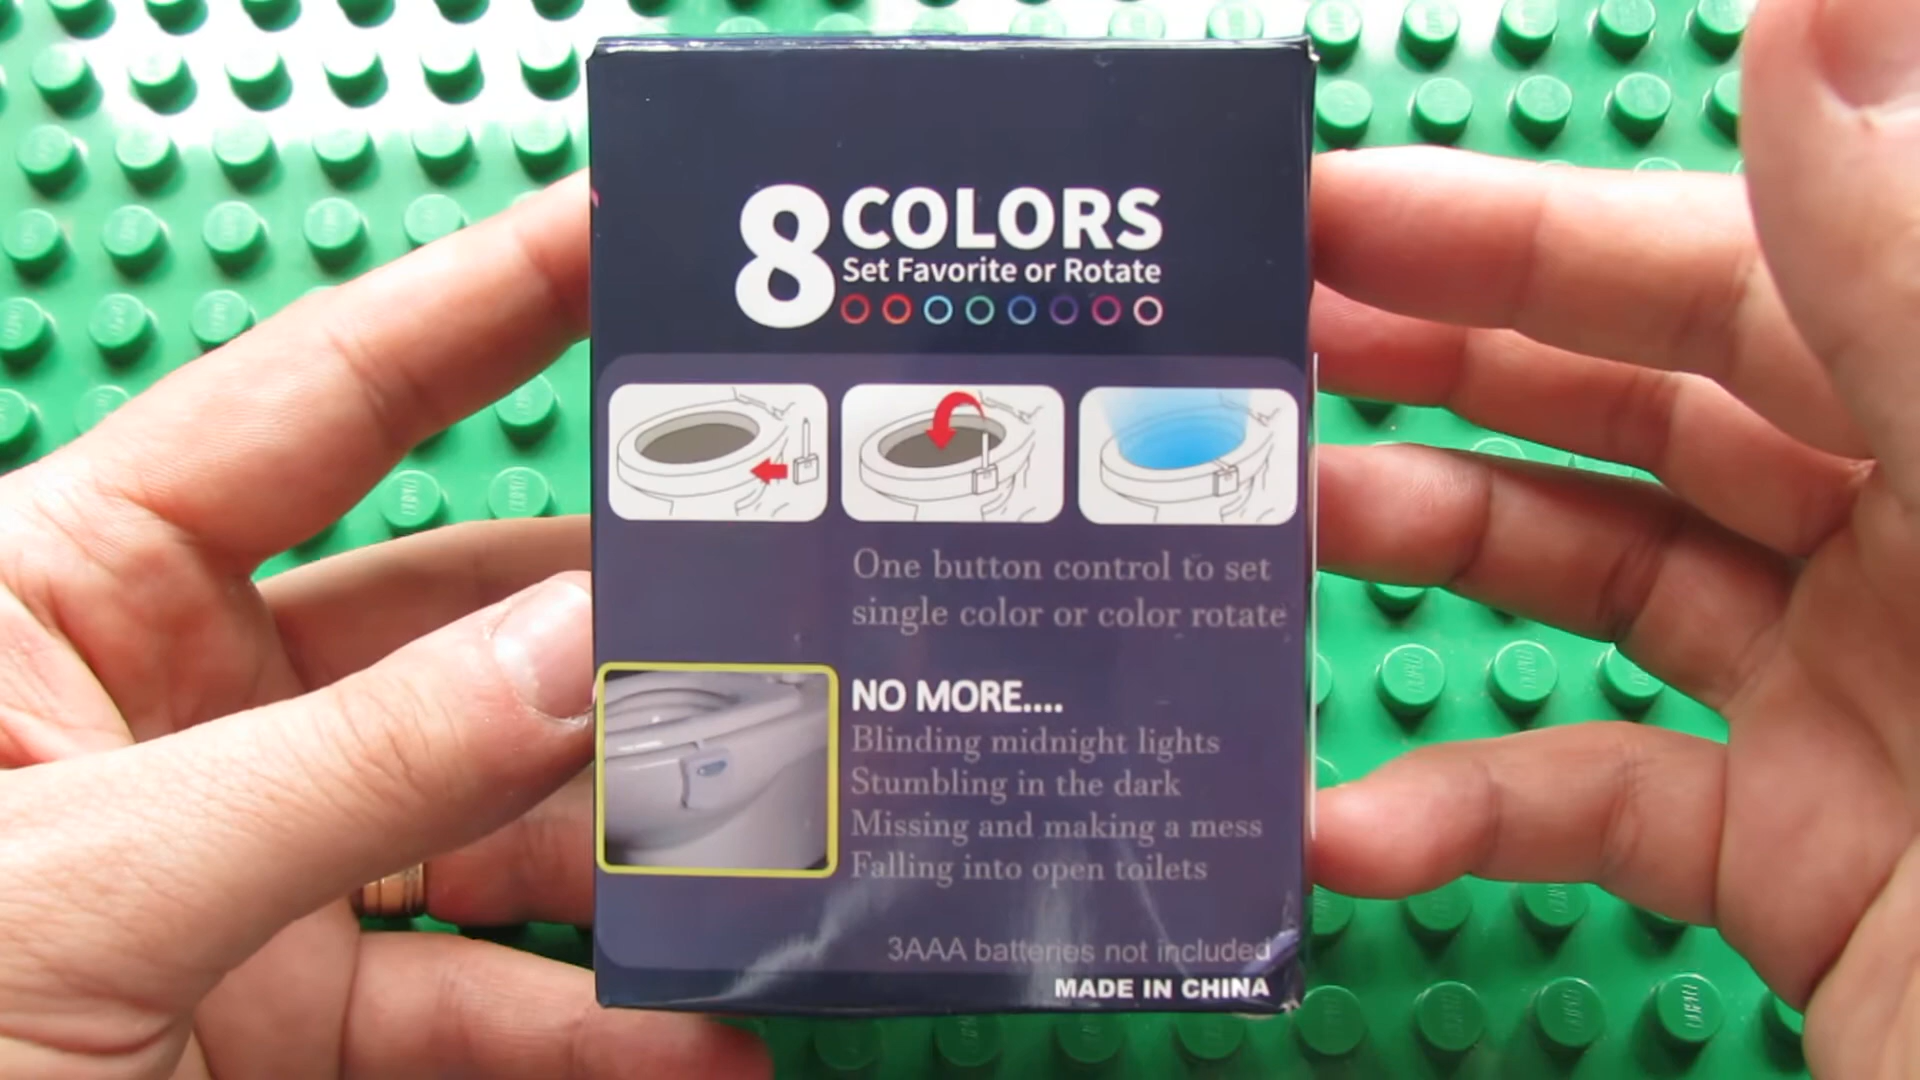 8 COLORS
Set Favorite or Rotate
One button control to set
single color or color rotate
NO MORE....
Blinding midnight lights
Stumbling in the dark
Missing and making a mess
Falling into open toilets
3AAA batteries not included
MADE IN CHINA